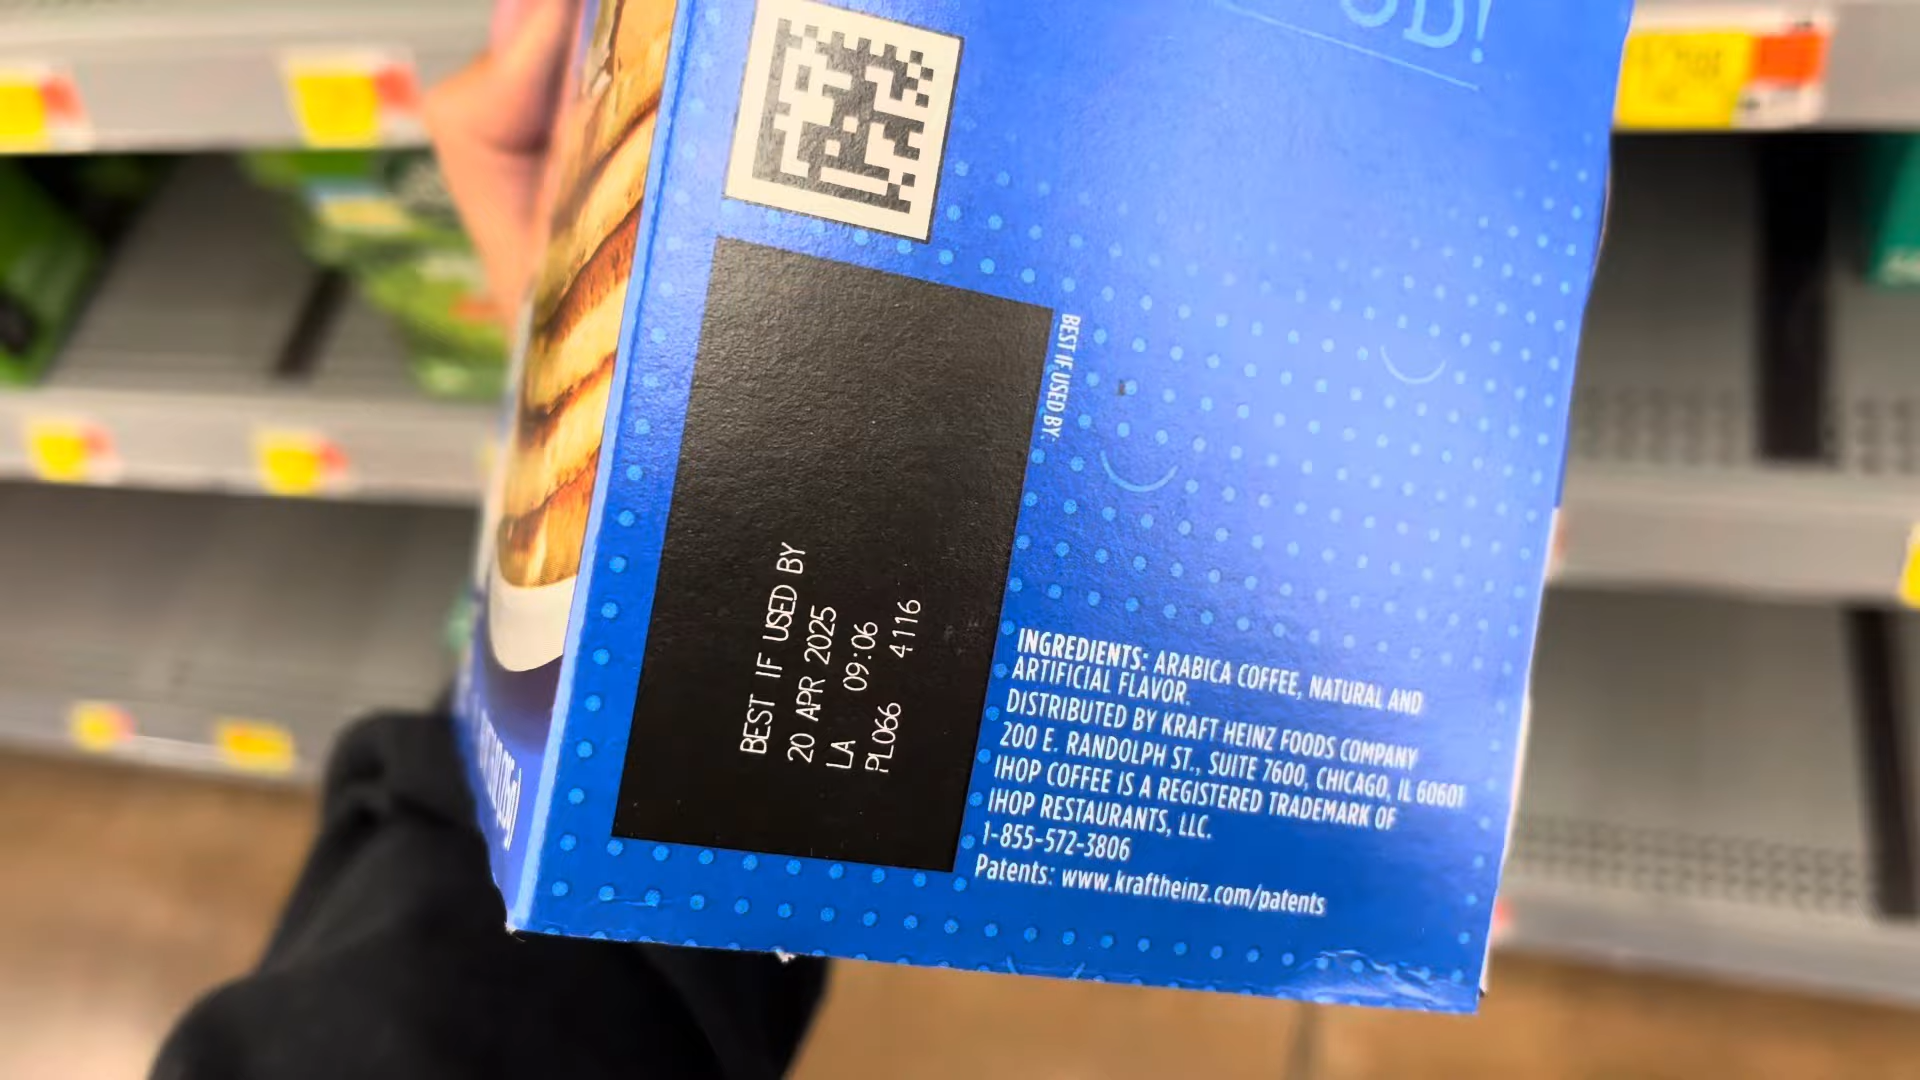 BEST IF USED BY:
BEST IF USED BY
20 APR 2025
LA 09:06
PL066 4116
INGREDIENTS: ARABICA COFFEE, NATURAL AND
ARTIFICIAL FLAVOR.
DISTRIBUTED BY KRAFT HEINZ FOODS COMPANY
200 E. RANDOLPH ST., SUITE 7600, CHICAGO, IL 60601
IHOP COFFEE IS A REGISTERED TRADEMARK OF
IHOP RESTAURANTS, LLC.
1-855-572-3806
Patents: www.kraftheinz.com/patents